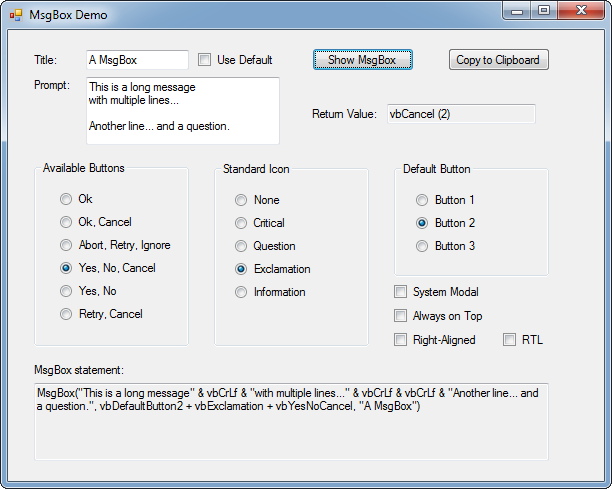 MsgBox Demo
Title:
A MsgBox
Use Default
Show MsgBox
Copy to Clipboard
Prompt:
This is a long message
with multiple lines...
Another line... and a question.
Return Value:
vbCancel (2)
Available Buttons
Ok
Ok, Cancel
Abort, Retry, Ignore
Yes, No, Cancel
Yes, No
Retry, Cancel
Standard Icon
None
Critical
Question
Exclamation
Information
Default Button
Button 1
Button 2
Button 3
System Modal
Always on Top
Right-Aligned
RTL
MsgBox statement:
MsgBox("This is a long message" & vbCrLf & "with multiple lines..." & vbCrLf & vbCrLf & "Another line... and
a question.", vbDefaultButton2 + vbExclamation + vbYesNoCancel, "A MsgBox")